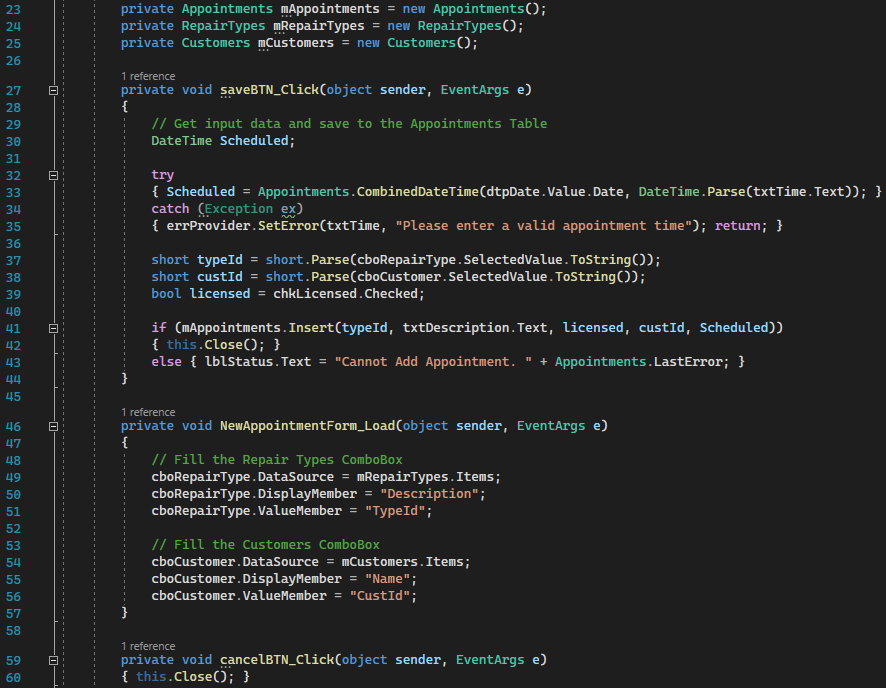 23 private Appointments mAppointments = new Appointments();
24 private RepairTypes mRepairTypes = new RepairTypes();
25 private Customers mCustomers = new Customers();
26
1 reference
27 private void saveBTN_Click(object sender, EventArgs e)
28 {
29 // Get input data and save to the Appointments Table
30 DateTime Scheduled;
31
32 try
33 { Scheduled = Appointments.CombinedDateTime(dtpDate.Value.Date, DateTime.Parse(txtTime.Text)); }
34 catch (Exception ex)
35 { errProvider.SetError(txtTime, "Please enter a valid appointment time"); return; }
36
37 short typeId = short.Parse(cboRepairType.SelectedValue.ToString());
38 short custId = short.Parse(cboCustomer.SelectedValue.ToString());
39 bool licensed = chkLicensed.Checked;
40
41 if (mAppointments.Insert(typeId, txtDescription.Text, licensed, custId, Scheduled))
42 { this.Close(); }
43 else { lblStatus.Text = "Cannot Add Appointment. " + Appointments.LastError; }
44 }
45
1 reference
46 private void NewAppointmentForm_Load(object sender, EventArgs e)
47 {
48 // Fill the Repair Types ComboBox
49 cboRepairType.DataSource = mRepairTypes.Items;
50 cboRepairType.DisplayMember = "Description";
51 cboRepairType.ValueMember = "TypeId";
52
53 // Fill the Customers ComboBox
54 cboCustomer.DataSource = mCustomers.Items;
55 cboCustomer.DisplayMember = "Name";
56 cboCustomer.ValueMember = "CustId";
57 }
58
1 reference
59 private void cancelBTN_Click(object sender, EventArgs e)
60 { this.Close(); }